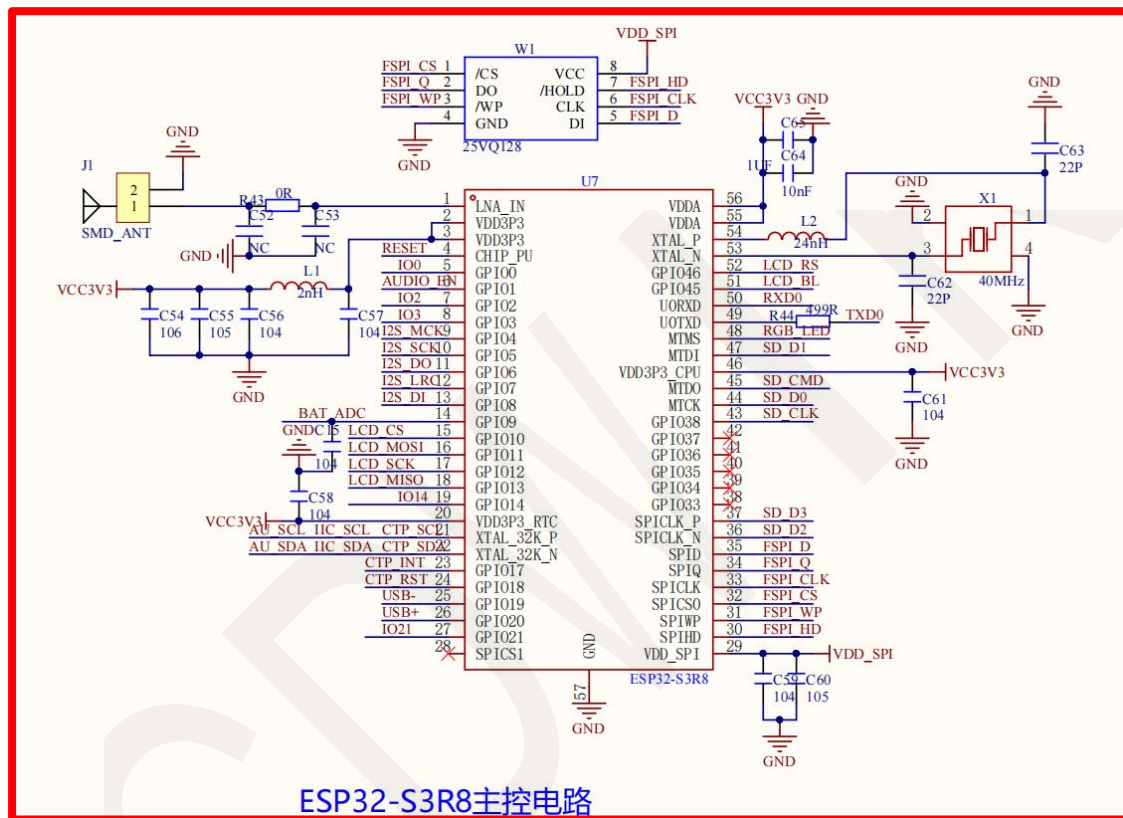 VDD_SPI
W1
FSPI_CS 1 /CS VCC 8
FSPI_Q 2 DO /HOLD 7 FSPI_HD
FSPI_WP 3 /WP CLK 6 FSPI_CLK
4 GND DI 5 FSPI_D
GND
25VQ128
VCC3V3 GND
C65
1UF C64
10nF
GND
C63
22P
GND
J1
2
1
SMD_ANT
R43 0R
C52 C53
GND NC NC
L1
2nH
VCC3V3
C54 C55 C56 C57
106 105 104 104
GND
U7
1 LNA_IN VDDA 56
2 VDD3P3 VDDA 55
3 VDD3P3 XTAL_P 54
RESET 4 CHIP_PU XTAL_N 53
IO0 5 GPIO0 GPIO46 52 LCD_RS
AUDIO_EN 6 GPIO1 GPIO45 51 LCD_BL
IO2 7 GPIO2 UORXD 50 RXD0
IO3 8 GPIO3 UOTXD 49 R44 499R TXD0
I2S_MCK 9 GPIO4 MTMS 48 RGB_LED
I2S_SCK 10 GPIO5 MTDI 47 SD_D1
I2S_DO 11 GPIO6 VDD3P3_CPU 46 VCC3V3
I2S_LRC 12 GPIO7 MTDO 45 SD_CMD
I2S_DI 13 GPIO8 MTCK 44 SD_D0
BAT_ADC 14 GPIO9 GPIO38 43 SD_CLK
LCD_CS 15 GPIO10 GPIO37 42
LCD_MOSI 16 GPIO11 GPIO36 41
LCD_SCK 17 GPIO12 GPIO35 40
LCD_MISO 18 GPIO13 GPIO34 39
IO14 19 GPIO14 GPIO33 38
VCC3V3 20 VDD3P3_RTC SPICLK_P 37 SD_D3
AU_SCL IIC_SCL CTP_SCL 21 XTAL_32K_P SPICLK_N 36 SD_D2
AU_SDA IIC_SDA CTP_SDA 22 XTAL_32K_N SPID 35 FSPI_D
CTP_INT 23 GPIO17 SPIQ 34 FSPI_Q
CTP_RST 24 GPIO18 SPICLK 33 FSPI_CLK
USB- 25 GPIO19 SPICSO 32 FSPI_CS
USB+ 26 GPIO20 SPIWP 31 FSPI_WP
IO21 27 GPIO21 SPIHD 30 FSPI_HD
28 SPICS1 VDD_SPI 29 VDD_SPI
GND
57
GND
ESP32-S3R8
GND C15
104
C58
104
L2
24nH
GND X1
2 1
3 4
40MHz
C62
22P
GND
GND
C61
104
GND
C59 C60
104 105
GND
ESP32-S3R8主控电路